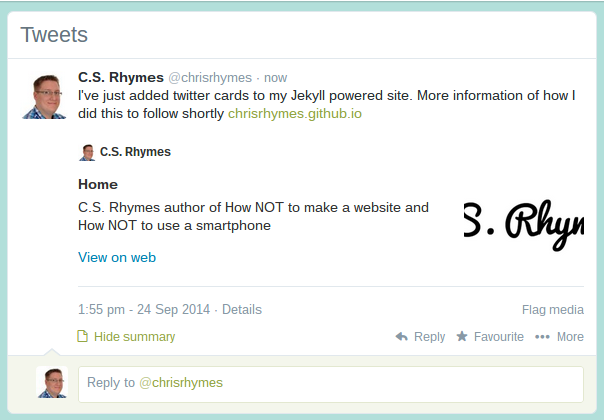 Tweets
C.S. Rhymes @chrisrhymes · now
I've just added twitter cards to my Jekyll powered site. More information of how I
did this to follow shortly chrisrhymes.github.io
C.S. Rhymes
Home
C.S. Rhymes author of How NOT to make a website and
How NOT to use a smartphone
S. Rhym
View on web
1:55 pm - 24 Sep 2014 · Details Flag media
Hide summary Reply Favourite More
Reply to @chrisrhymes